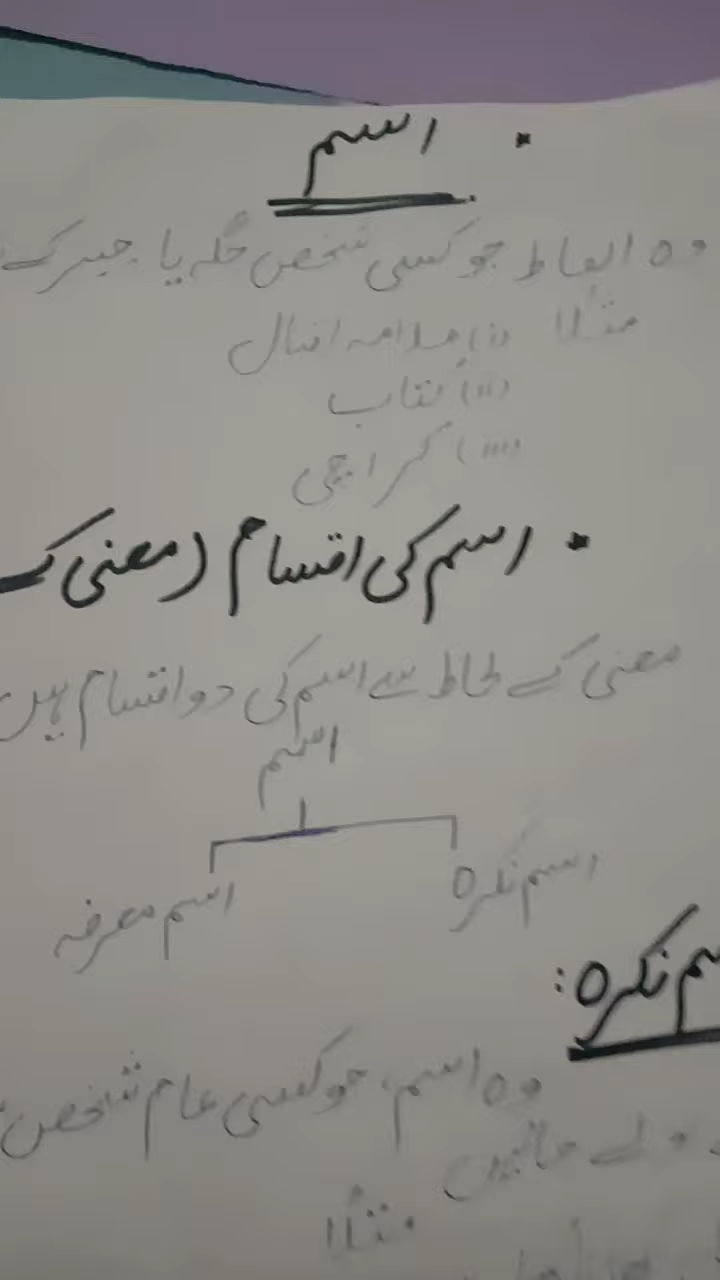 اسم
وہ الفاظ جو کسی شخص جگہ یا چیز کے
مثلاً (i) علامہ اقبال
(ii) کتاب
(iii) کراچی
اسم کی اقسام (معنی کے
معنی کے لحاظ سے اسم کی دو اقسام ہیں
اسم
اسم نکرہ اسم معرفہ
اسم نکرہ:
وہ اسم جو کسی عام شخص
بولے جائیں
مثلاً